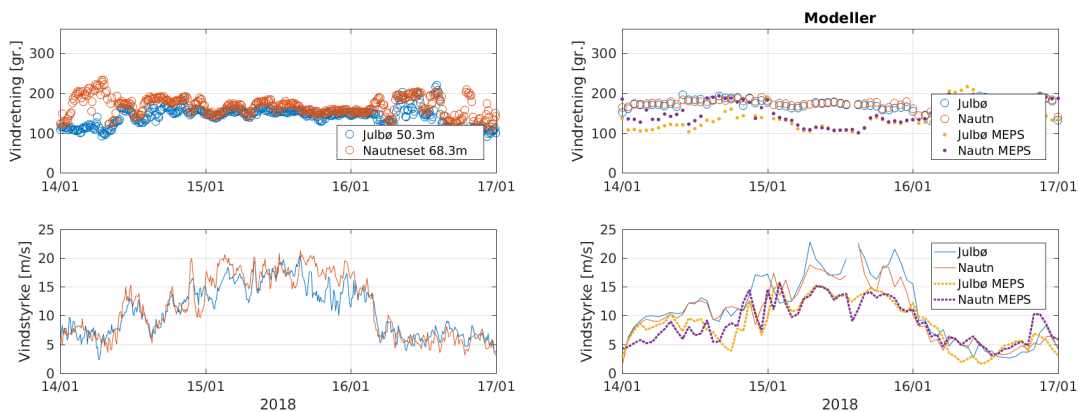 Vindretning [gr.]
300
200
100
0
14/01
15/01
16/01
17/01
Julbø 50.3m
Nautneset 68.3m
Modeller
Vindretning [gr.]
300
200
100
0
14/01
15/01
16/01
17/01
Julbø
Nautn
Julbø MEPS
Nautn MEPS
Vindstyrke [m/s]
25
20
15
10
5
0
14/01
15/01
16/01
17/01
2018
Vindstyrke [m/s]
25
20
15
10
5
0
14/01
15/01
16/01
17/01
2018
Julbø
Nautn
Julbø MEPS
Nautn MEPS